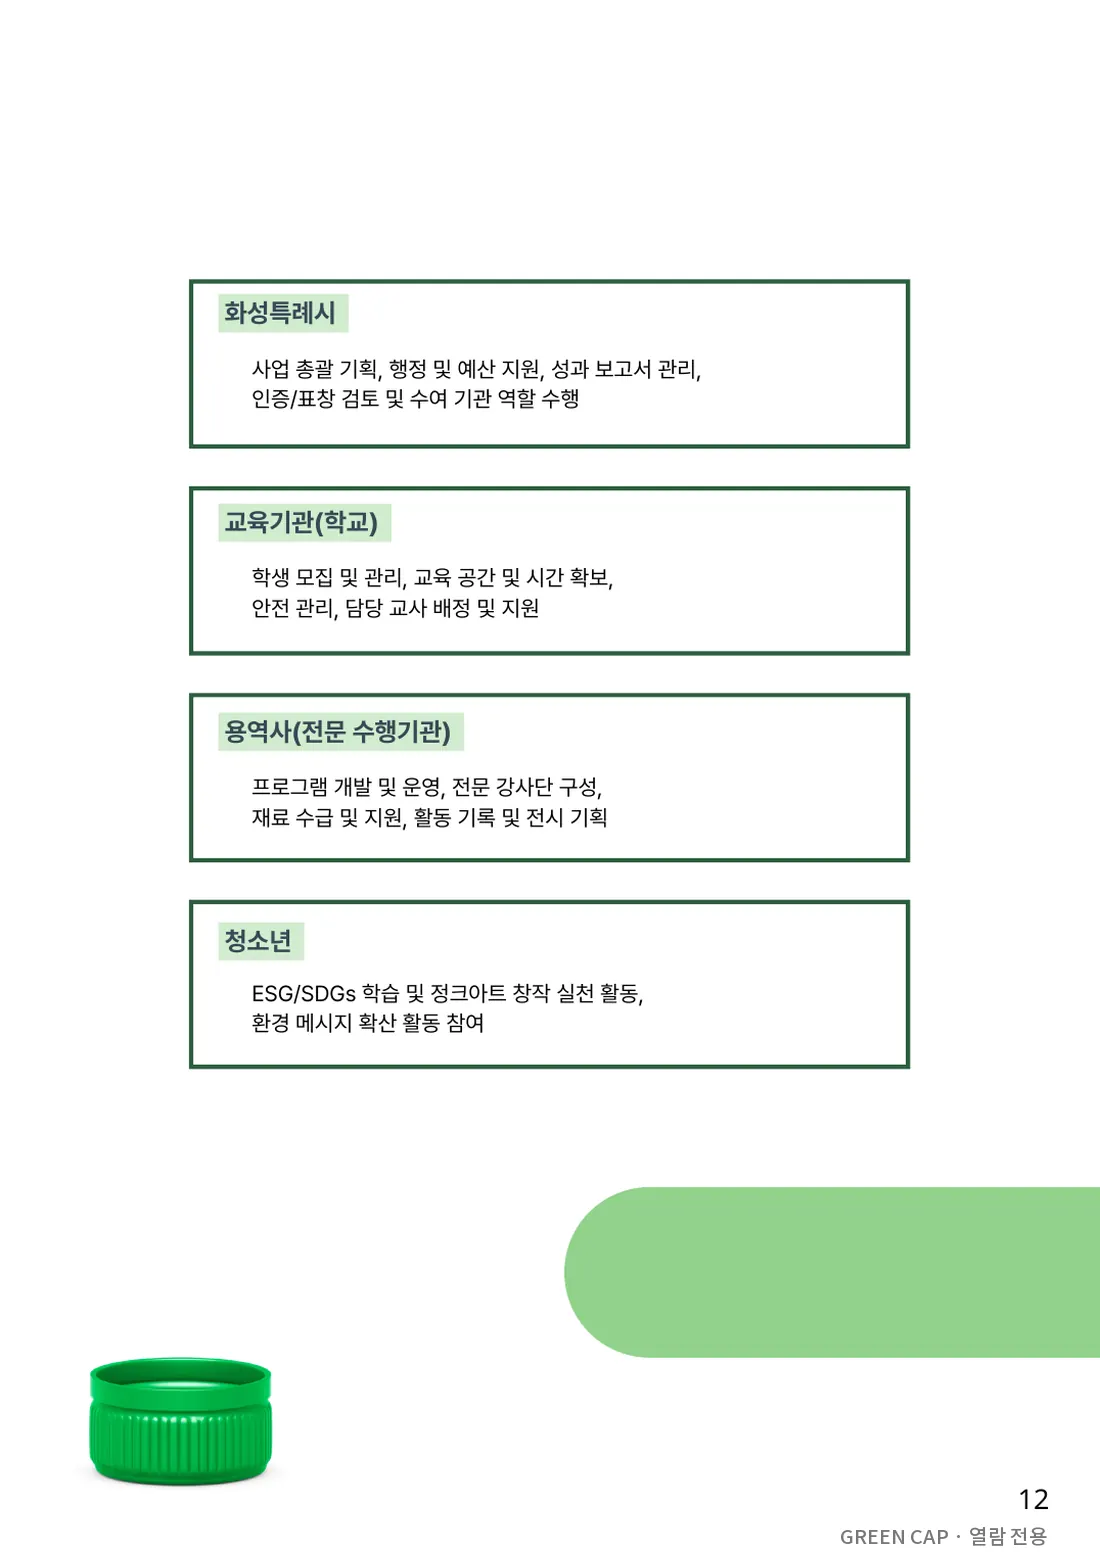 화성특례시
사업 총괄 기획, 행정 및 예산 지원, 성과 보고서 관리,
인증/표창 검토 및 수여 기관 역할 수행
교육기관(학교)
학생 모집 및 관리, 교육 공간 및 시간 확보,
안전 관리, 담당 교사 배정 및 지원
용역사(전문 수행기관)
프로그램 개발 및 운영, 전문 강사단 구성,
재료 수급 및 지원, 활동 기록 및 전시 기획
청소년
ESG/SDGs 학습 및 정크아트 창작 실천 활동,
환경 메시지 확산 활동 참여
12
GREEN CAP · 열람 전용